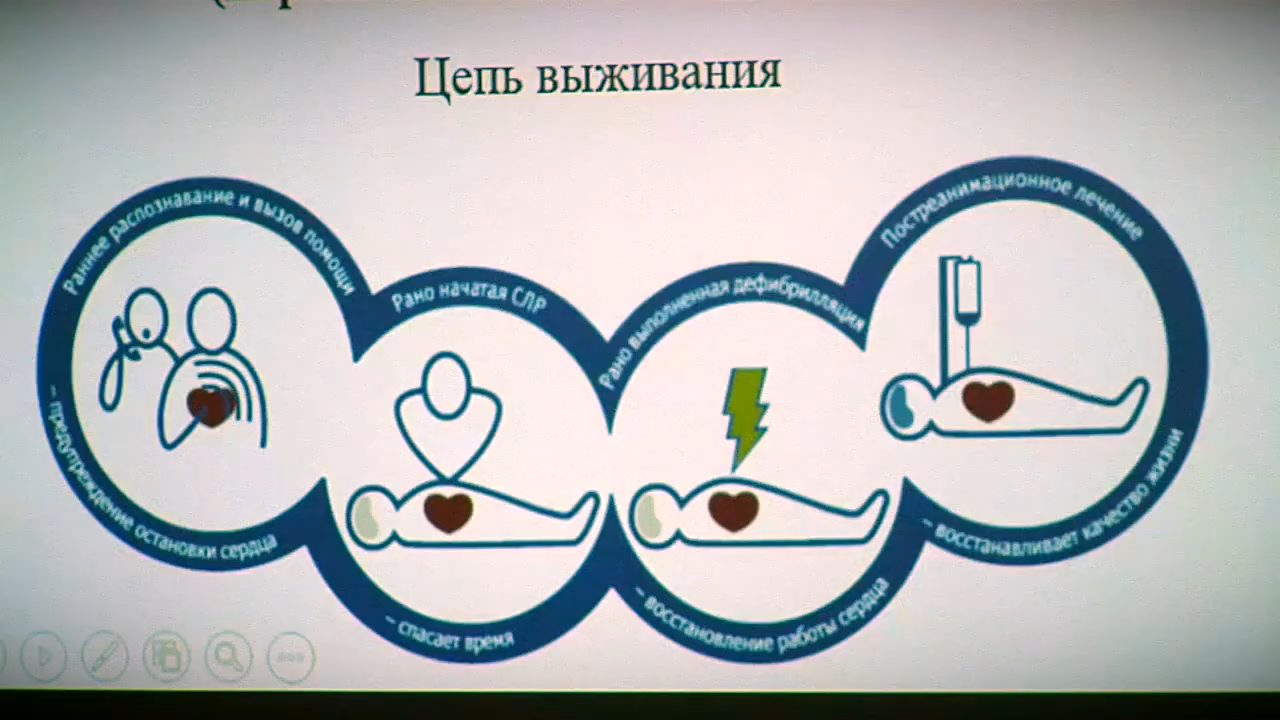 Цепь выживания
Раннее распознавание и вызов помощи
– предупреждение остановки сердца
Рано начатая СЛР
– спасает время
Рано выполненная дефибрилляция
– восстановление работы сердца
Постреанимационное лечение
– восстанавливает качество жизни